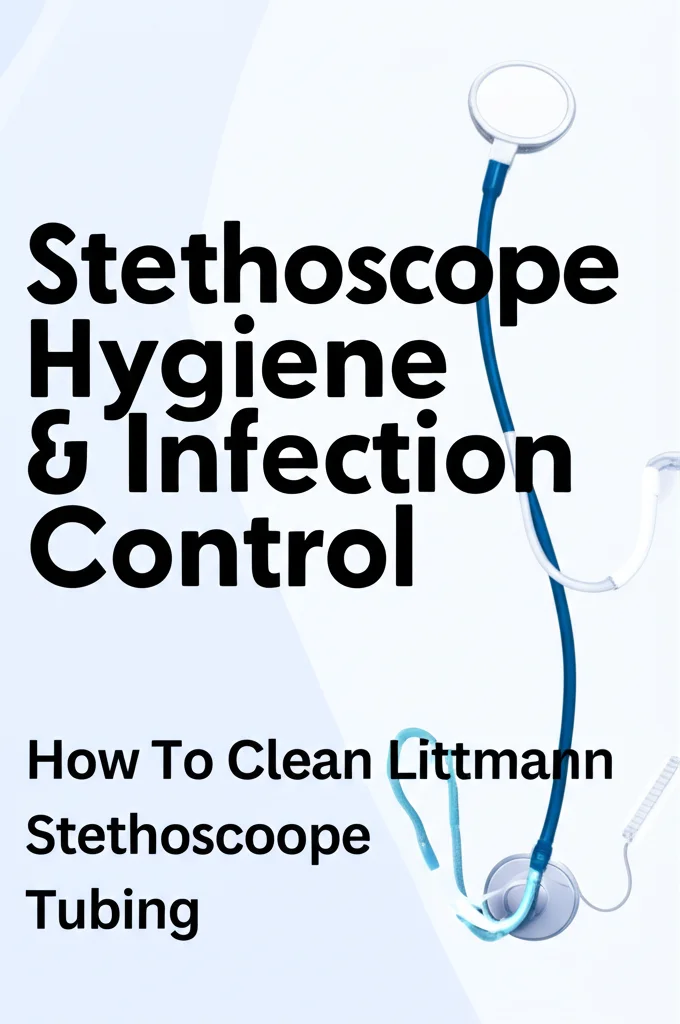 Stethoscope
Hygiene
& Infection
Control
How To Clean Littmann
Stethoscoope
Tubing